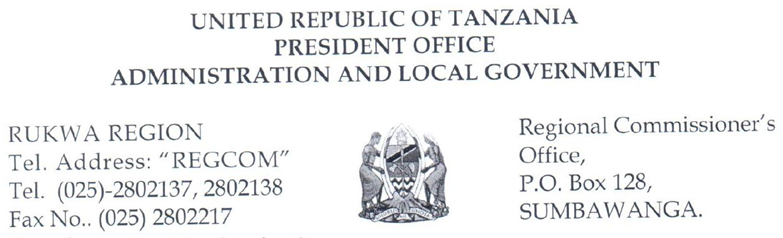 UNITED REPUBLIC OF TANZANIA
PRESIDENT OFFICE
ADMINISTRATION AND LOCAL GOVERNMENT
RUKWA REGION
Tel. Address: “REGCOM”
Tel. (025)-2802137, 2802138
Fax No.. (025) 2802217
Regional Commissioner's
Office,
P.O. Box 128,
SUMBAWANGA.